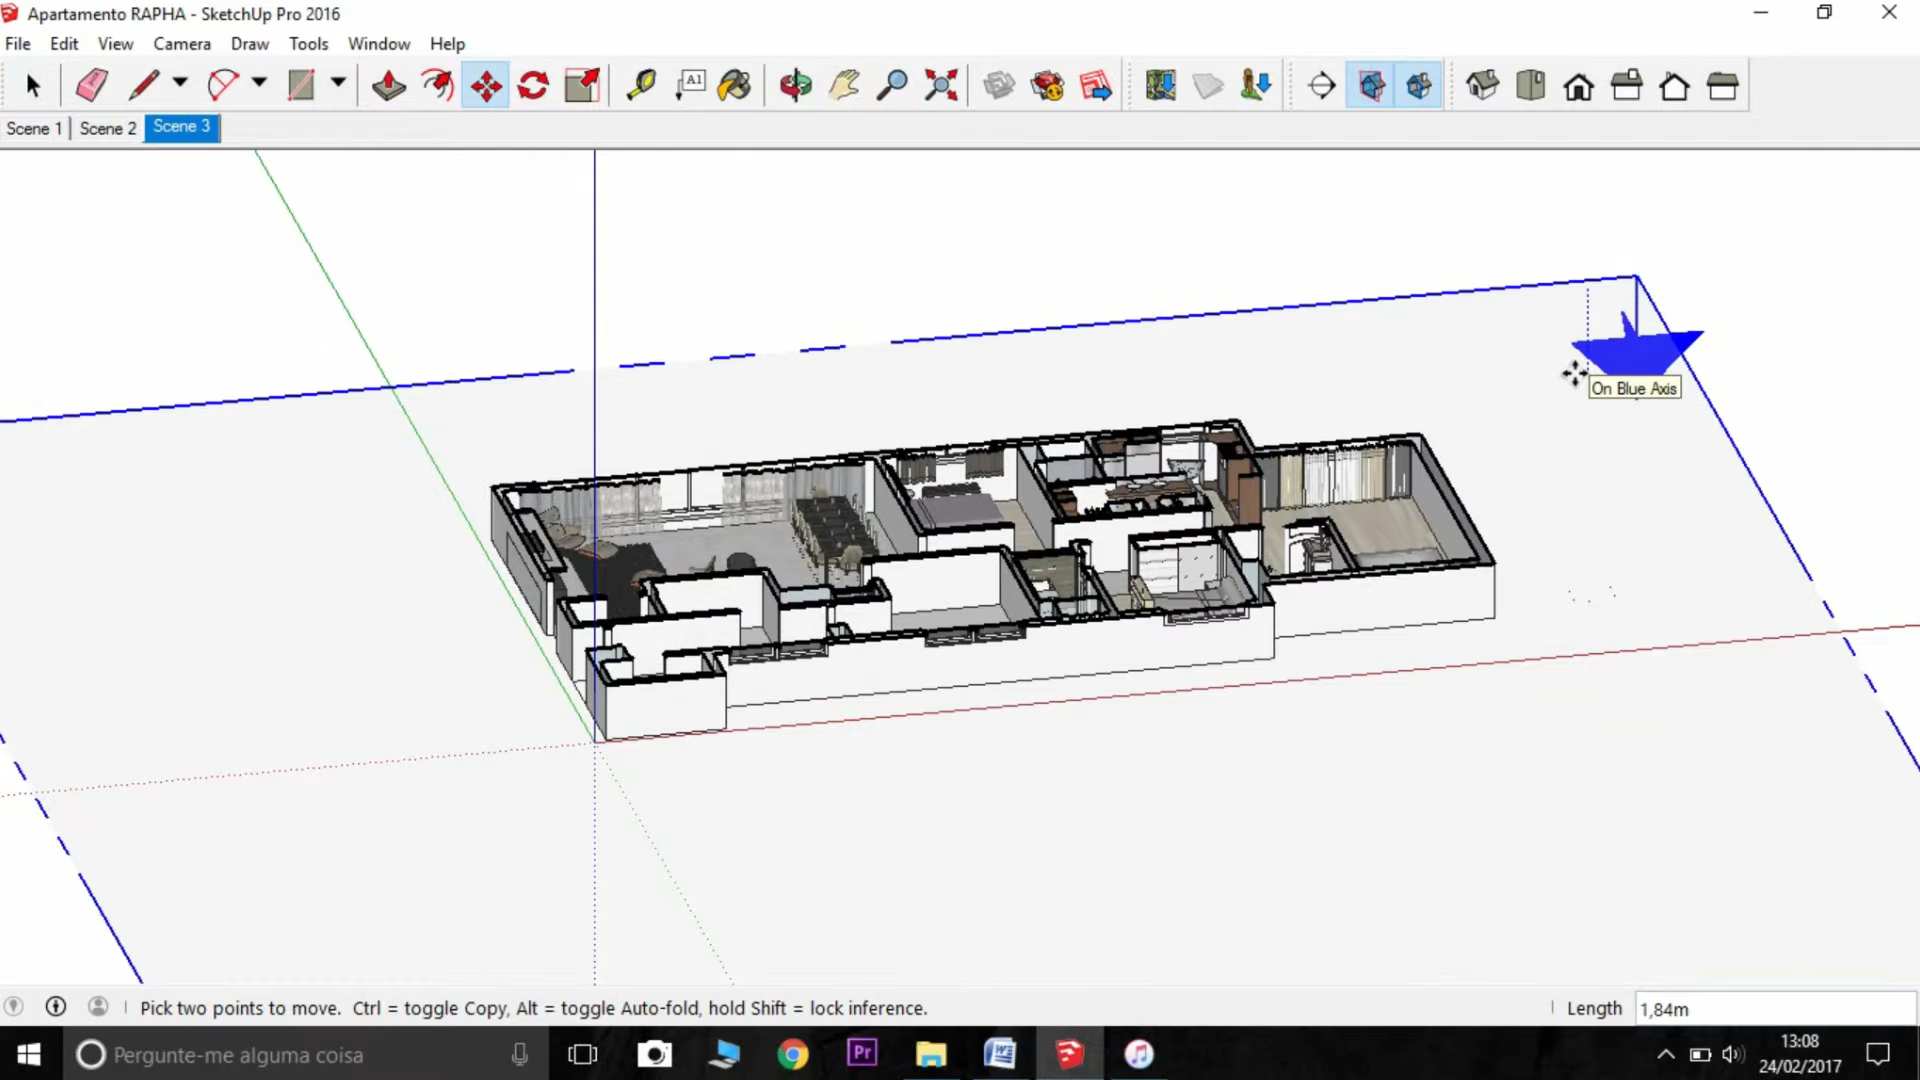 Apartamento RAPHA - SketchUp Pro 2016
File Edit View Camera Draw Tools Window Help
A1
Scene 1 Scene 2 Scene 3
On Blue Axis
Pick two points to move. Ctrl = toggle Copy, Alt = toggle Auto-fold, hold Shift = lock inference.
Length 1,84m
Pergunte-me alguma coisa
Pr
13:08
24/02/2017